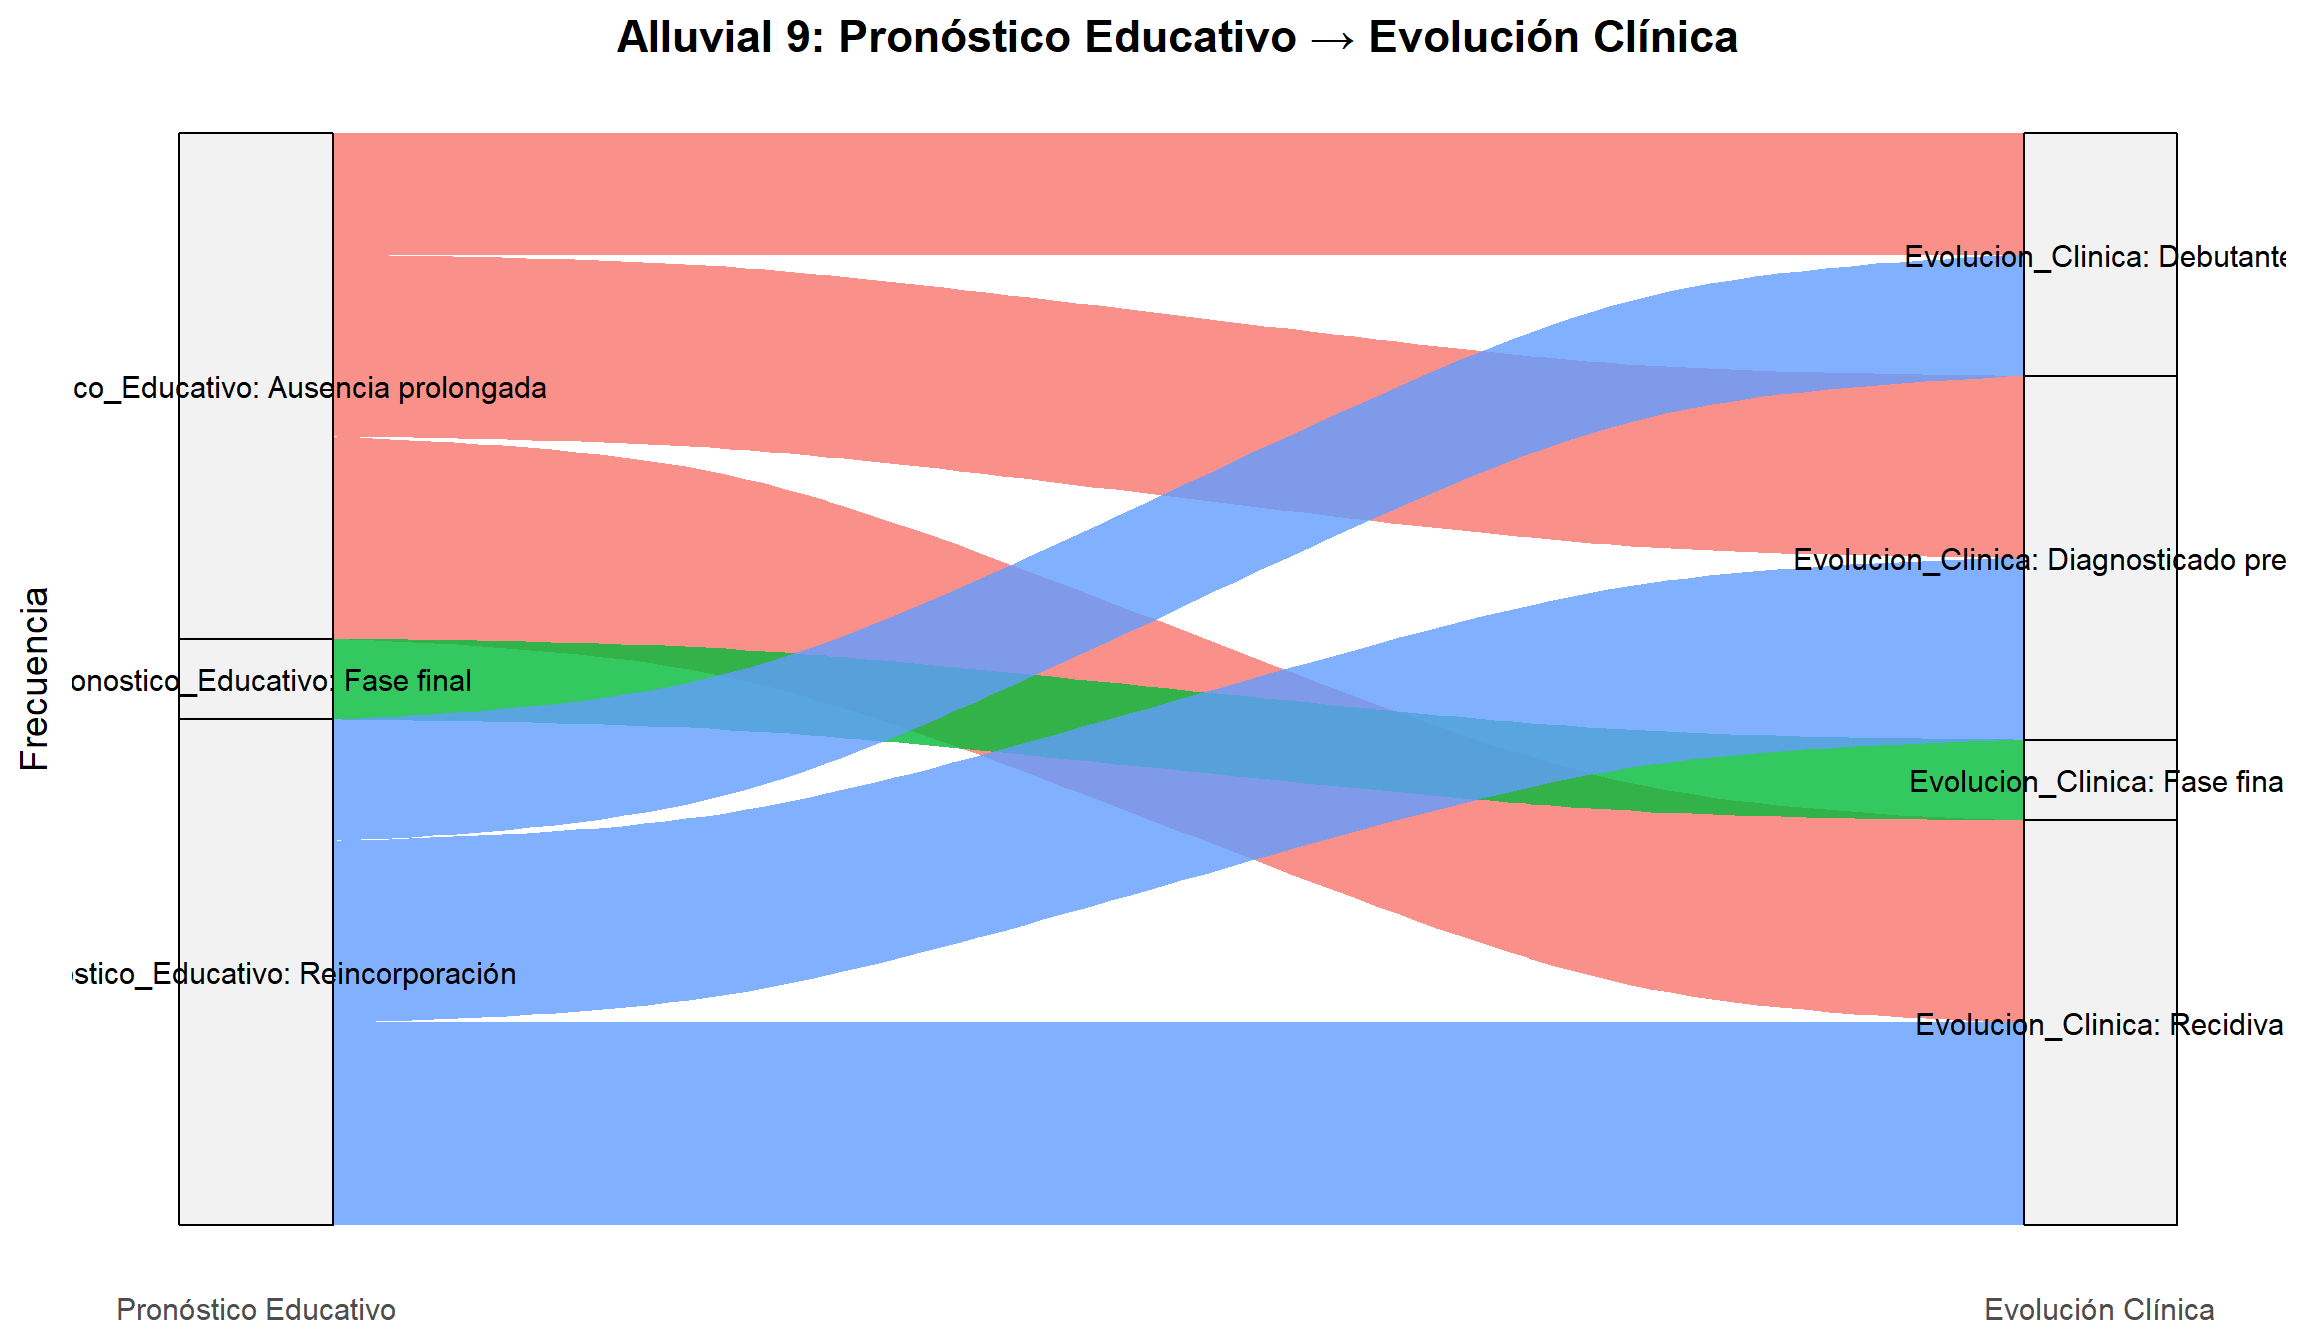 Alluvial 9: Pronóstico Educativo → Evolución Clínica
Frecuencia
co_Educativo: Ausencia prolongada
onostico_Educativo: Fase final
stico_Educativo: Reincorporación
Evolucion_Clinica: Debutante
Evolucion_Clinica: Diagnosticado pre
Evolucion_Clinica: Fase fina
Evolucion_Clinica: Recidiva
Pronóstico Educativo
Evolución Clínica